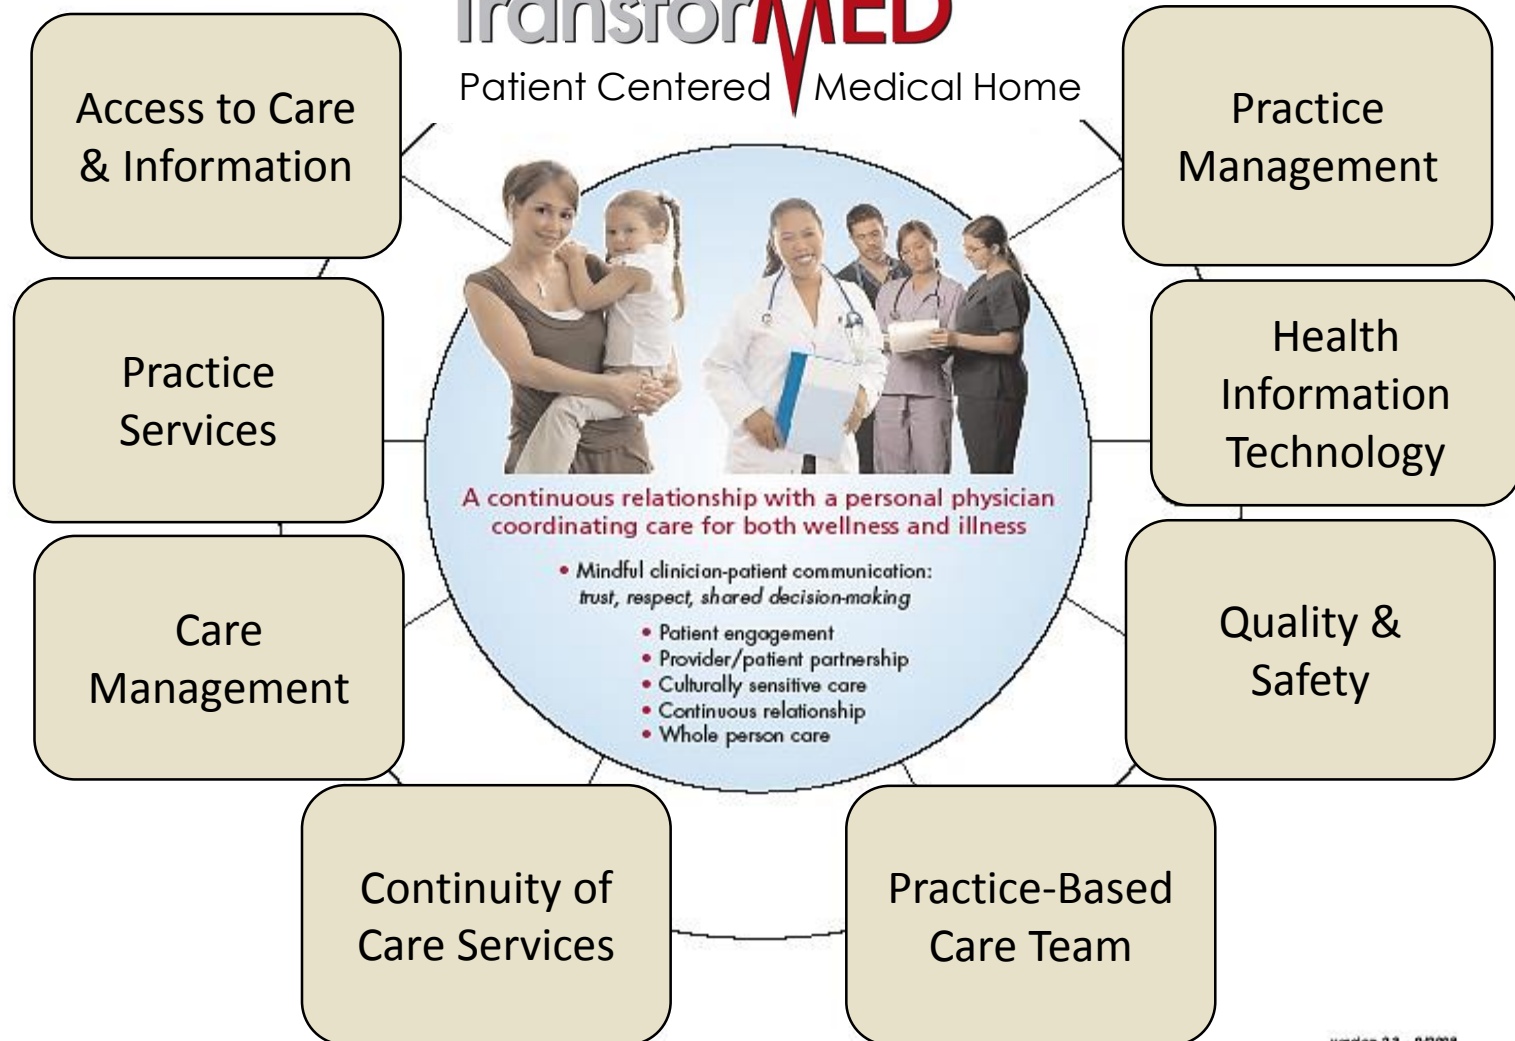 TransforMED
Patient Centered Medical Home
Access to Care
& Information
Practice
Services
Care
Management
Continuity of
Care Services
Practice-Based
Care Team
Quality &
Safety
Health
Information
Technology
Practice
Management
A continuous relationship with a personal physician
coordinating care for both wellness and illness
• Mindful clinician-patient communication:
trust, respect, shared decision-making
• Patient engagement
• Provider/patient partnership
• Culturally sensitive care
• Continuous relationship
• Whole person care